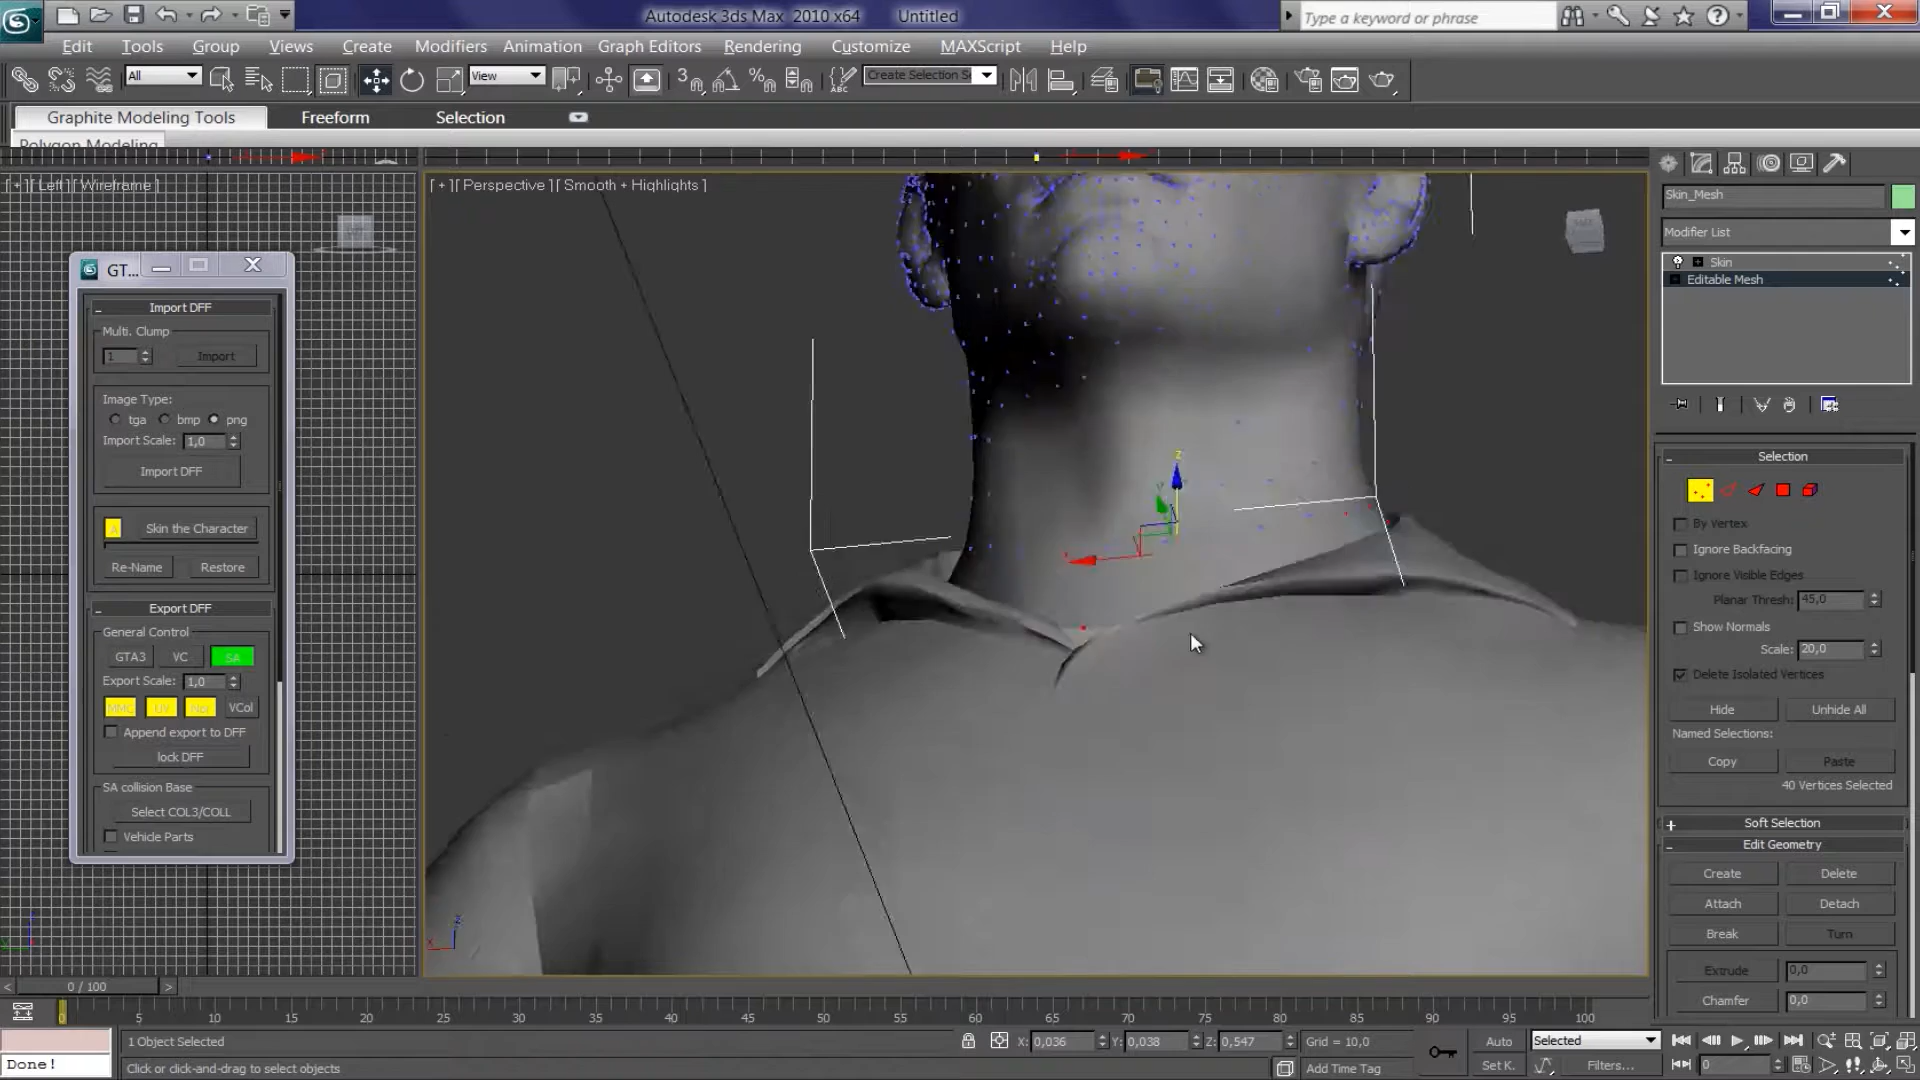 Autodesk 3ds Max 2010 x64 Untitled
Type a keyword or phrase
Edit Tools Group Views Create Modifiers Animation Graph Editors Rendering Customize MAXScript Help
All
View
Create Selection S
Graphite Modeling Tools Freeform Selection
Polygon Modeling
[ + ][ Left ][ Wireframe ]
[ + ][ Perspective ][ Smooth + Highlights ]
GT...
Import DFF
Multi. Clump
1 Import
Image Type:
tga bmp png
Import Scale: 1,0
Import DFF
Skin the Character
Re-Name Restore
Export DFF
General Control
GTA3 VC SA
Export Scale: 1,0
VCol
Append export to DFF
lock DFF
SA collision Base
Select COL3/COLL
Vehicle Parts
Skin_Mesh
Modifier List
Skin
Editable Mesh
Selection
By Vertex
Ignore Backfacing
Ignore Visible Edges
Planar Thresh: 45,0
Show Normals
Scale: 20,0
Delete Isolated Vertices
Hide Unhide All
Named Selections:
Copy Paste
40 Vertices Selected
Soft Selection
Edit Geometry
Create Delete
Attach Detach
Break Turn
Extrude 0,0
Chamfer 0,0
0 / 100
0 5 10 15 20 25 30 35 40 45 50 55 60 65 70 75 80 85 90 95 100
1 Object Selected
X: 0,036 Y: 0,038 Z: 0,547
Grid = 10,0
Auto
Selected
Done!
Click or click-and-drag to select objects
Add Time Tag
Set K.
Filters...
0